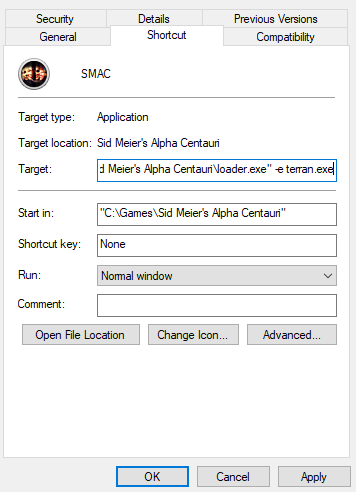 Security Details Previous Versions
General Shortcut Compatibility
SMAC
Target type: Application
Target location: Sid Meier's Alpha Centauri
Target: d Meier's Alpha Centauri\loader.exe" -e terran.exe
Start in: "C:\Games\Sid Meier's Alpha Centauri"
Shortcut key: None
Run: Normal window
Comment:
Open File Location Change Icon... Advanced...
OK Cancel Apply